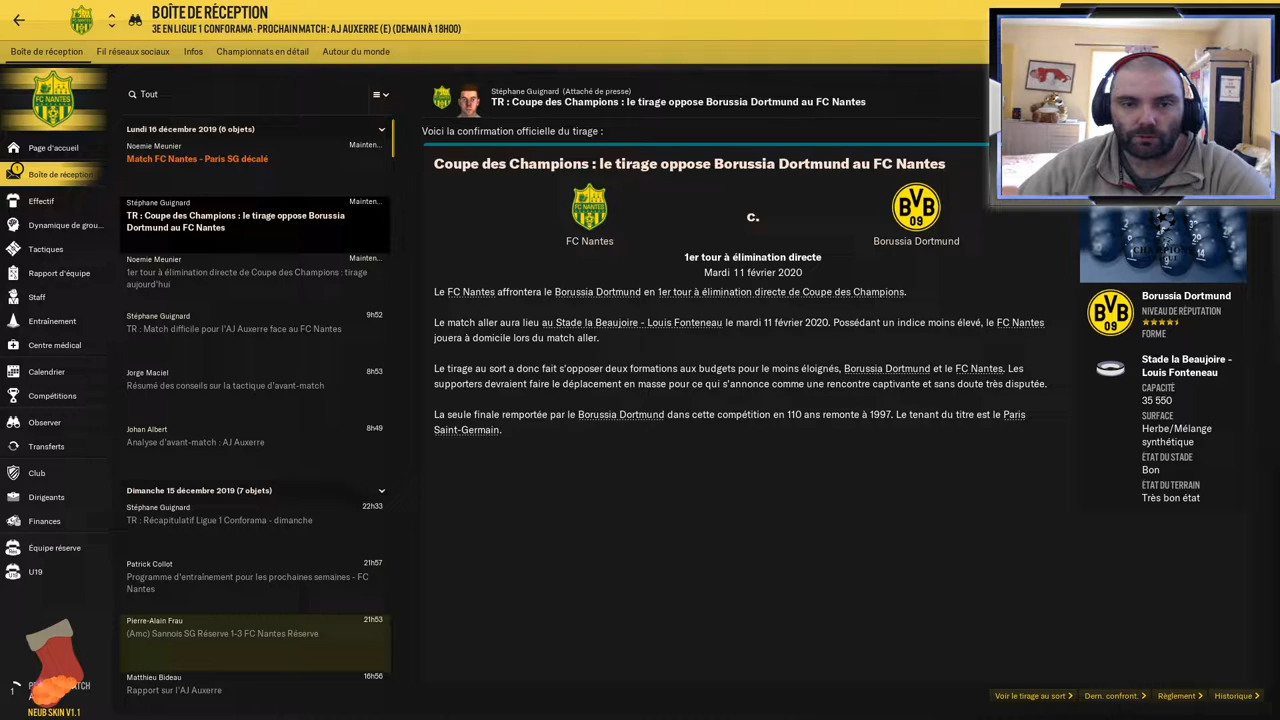 BOÎTE DE RÉCEPTION
3E EN LIGUE 1 CONFORAMA - PROCHAIN MATCH : AJ AUXERRE (E) (DEMAIN À 18H00)
Boîte de réception
Fil réseaux sociaux
Infos
Championnats en détail
Autour du monde
FC NANTES
Page d'accueil
1
Boîte de réception
Effectif
Dynamique de grou...
Tactiques
Rapport d'équipe
Staff
Entraînement
Centre médical
Calendrier
Compétitions
Observer
Transferts
Club
Dirigeants
Finances
Équipe réserve
U19
NEUB SKIN V1.1
Tout
Lundi 16 décembre 2019 (6 objets)
Noemie Meunier
Mainten...
Match FC Nantes - Paris SG décalé
Stéphane Guignard
Mainten...
TR : Coupe des Champions : le tirage oppose Borussia
Dortmund au FC Nantes
Noemie Meunier
Mainten...
1er tour à élimination directe de Coupe des Champions : tirage
aujourd'hui
Stéphane Guignard
9h52
TR : Match difficile pour l'AJ Auxerre face au FC Nantes
Jorge Maciel
8h53
Résumé des conseils sur la tactique d'avant-match
Johan Albert
8h49
Analyse d'avant-match : AJ Auxerre
Dimanche 15 décembre 2019 (7 objets)
Stéphane Guignard
22h33
TR : Récapitulatif Ligue 1 Conforama - dimanche
Patrick Collot
21h57
Programme d'entraînement pour les prochaines semaines - FC
Nantes
Pierre-Alain Frau
21h53
(Amc) Sannois SG Réserve 1-3 FC Nantes Réserve
Matthieu Bideau
16h56
Rapport sur l'AJ Auxerre
Stéphane Guignard (Attaché de presse)
TR : Coupe des Champions : le tirage oppose Borussia Dortmund au FC Nantes
Voici la confirmation officielle du tirage :
Coupe des Champions : le tirage oppose Borussia Dortmund au FC Nantes
c.
BVB
09
FC Nantes
Borussia Dortmund
1er tour à élimination directe
Mardi 11 février 2020
Le FC Nantes affrontera le Borussia Dortmund en 1er tour à élimination directe de Coupe des Champions.
Le match aller aura lieu au Stade la Beaujoire - Louis Fonteneau le mardi 11 février 2020. Possédant un indice moins élevé, le FC Nantes
jouera à domicile lors du match aller.
Le tirage au sort a donc fait s'opposer deux formations aux budgets pour le moins éloignés, Borussia Dortmund et le FC Nantes. Les
supporters devraient faire le déplacement en masse pour ce qui s'annonce comme une rencontre captivante et sans doute très disputée.
La seule finale remportée par le Borussia Dortmund dans cette compétition en 110 ans remonte à 1997. Le tenant du titre est le Paris
Saint-Germain.
BVB
09
Borussia Dortmund
NIVEAU DE RÉPUTATION
FORME
Stade la Beaujoire -
Louis Fonteneau
CAPACITÉ
35 550
SURFACE
Herbe/Mélange
synthétique
ÉTAT DU STADE
Bon
ÉTAT DU TERRAIN
Très bon état
Voir le tirage au sort
Dern. confront.
Règlement
Historique